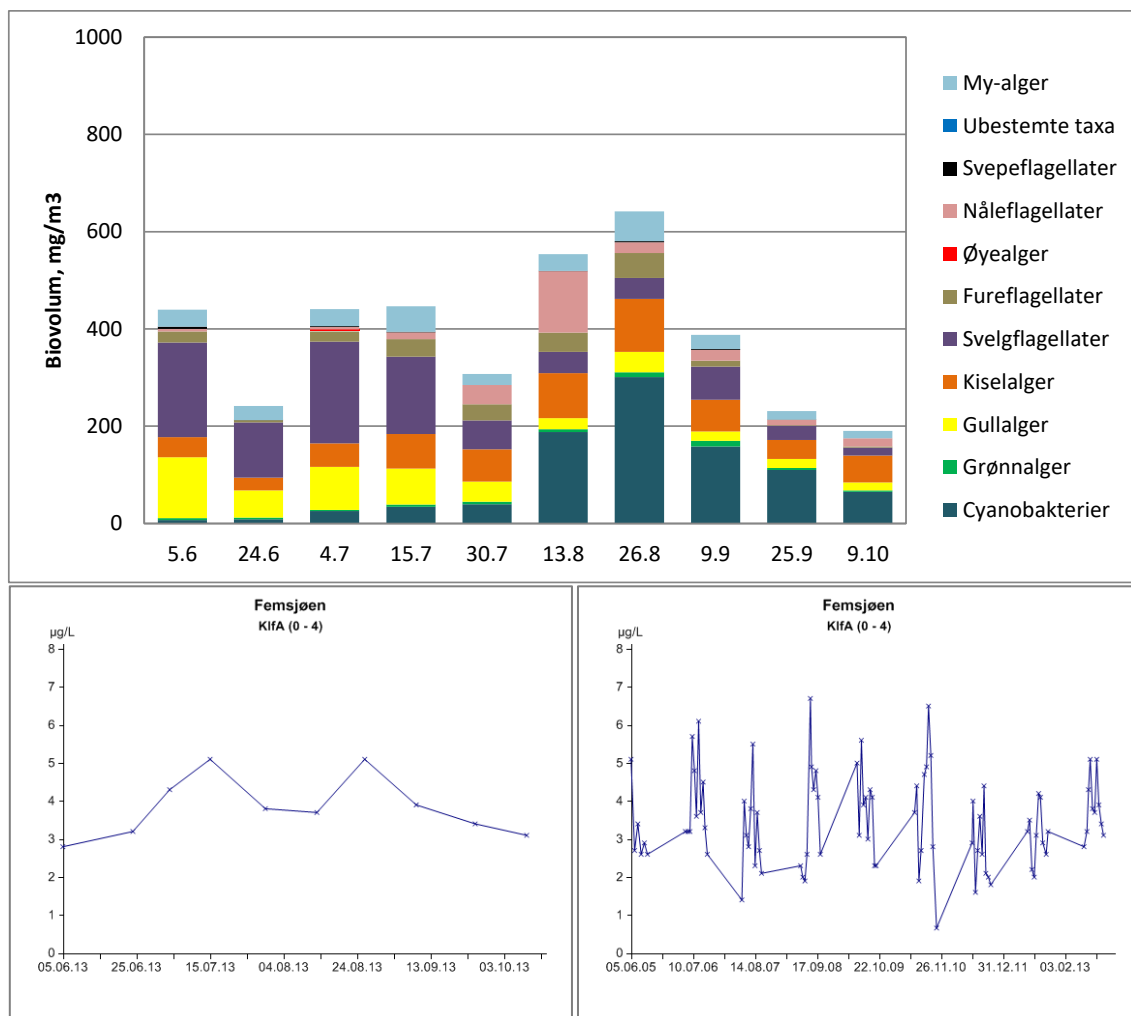 1000
800
600
400
200
0
Biovolum, mg/m3
5.6 24.6 4.7 15.7 30.7 13.8 26.8 9.9 25.9 9.10
My-alger
Ubestemte taxa
Svepeflagellater
Nåleflagellater
Øyealger
Fureflagellater
Svelgflagellater
Kiselalger
Gullalger
Grønnalger
Cyanobakterier
Femsjøen
KlfA (0 - 4)
µg/L
8
7
6
5
4
3
2
1
0
05.06.13 25.06.13 15.07.13 04.08.13 24.08.13 13.09.13 03.10.13
Femsjøen
KlfA (0 - 4)
µg/L
8
7
6
5
4
3
2
1
0
05.06.05 10.07.06 14.08.07 17.09.08 22.10.09 26.11.10 31.12.11 03.02.13